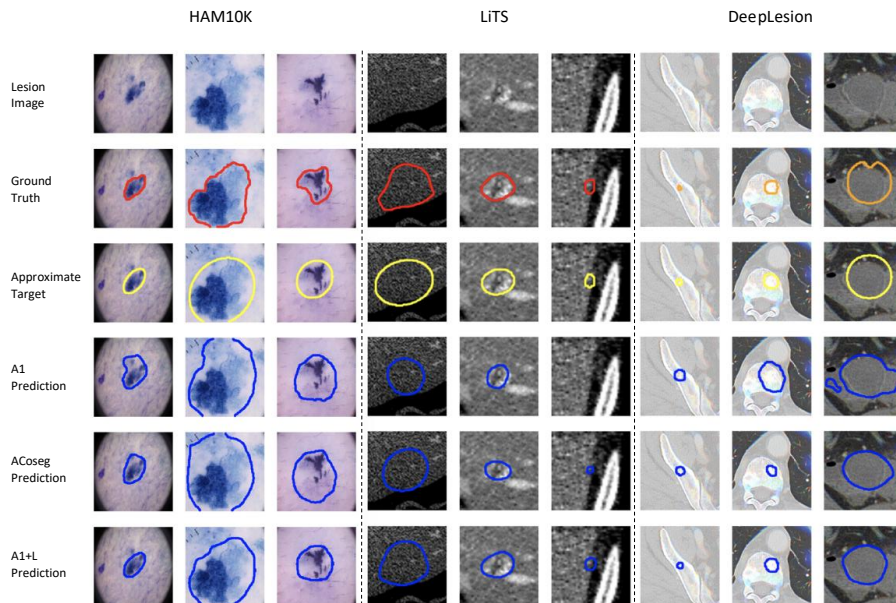 HAM10K
LiTS
DeepLesion
Lesion
Image
Ground
Truth
Approximate
Target
A1
Prediction
ACoseg
Prediction
A1+L
Prediction